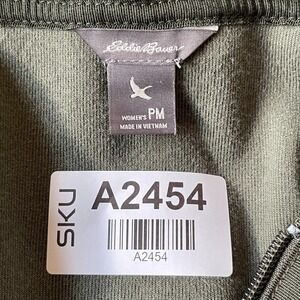 Eddie Bauer
WOMEN'S PM
MADE IN VIETNAM
SKU
A2454
A2454